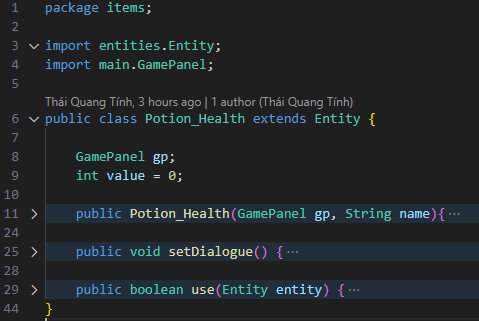 1 package items;
2
3 import entities.Entity;
4 import main.GamePanel;
5
Thái Quang Tính, 3 hours ago | 1 author (Thái Quang Tính)
6 public class Potion_Health extends Entity {
7
8 GamePanel gp;
9 int value = 0;
10
11 public Potion_Health(GamePanel gp, String name){ ···
24
25 public void setDialogue() { ···
28
29 public boolean use(Entity entity) { ···
44 }